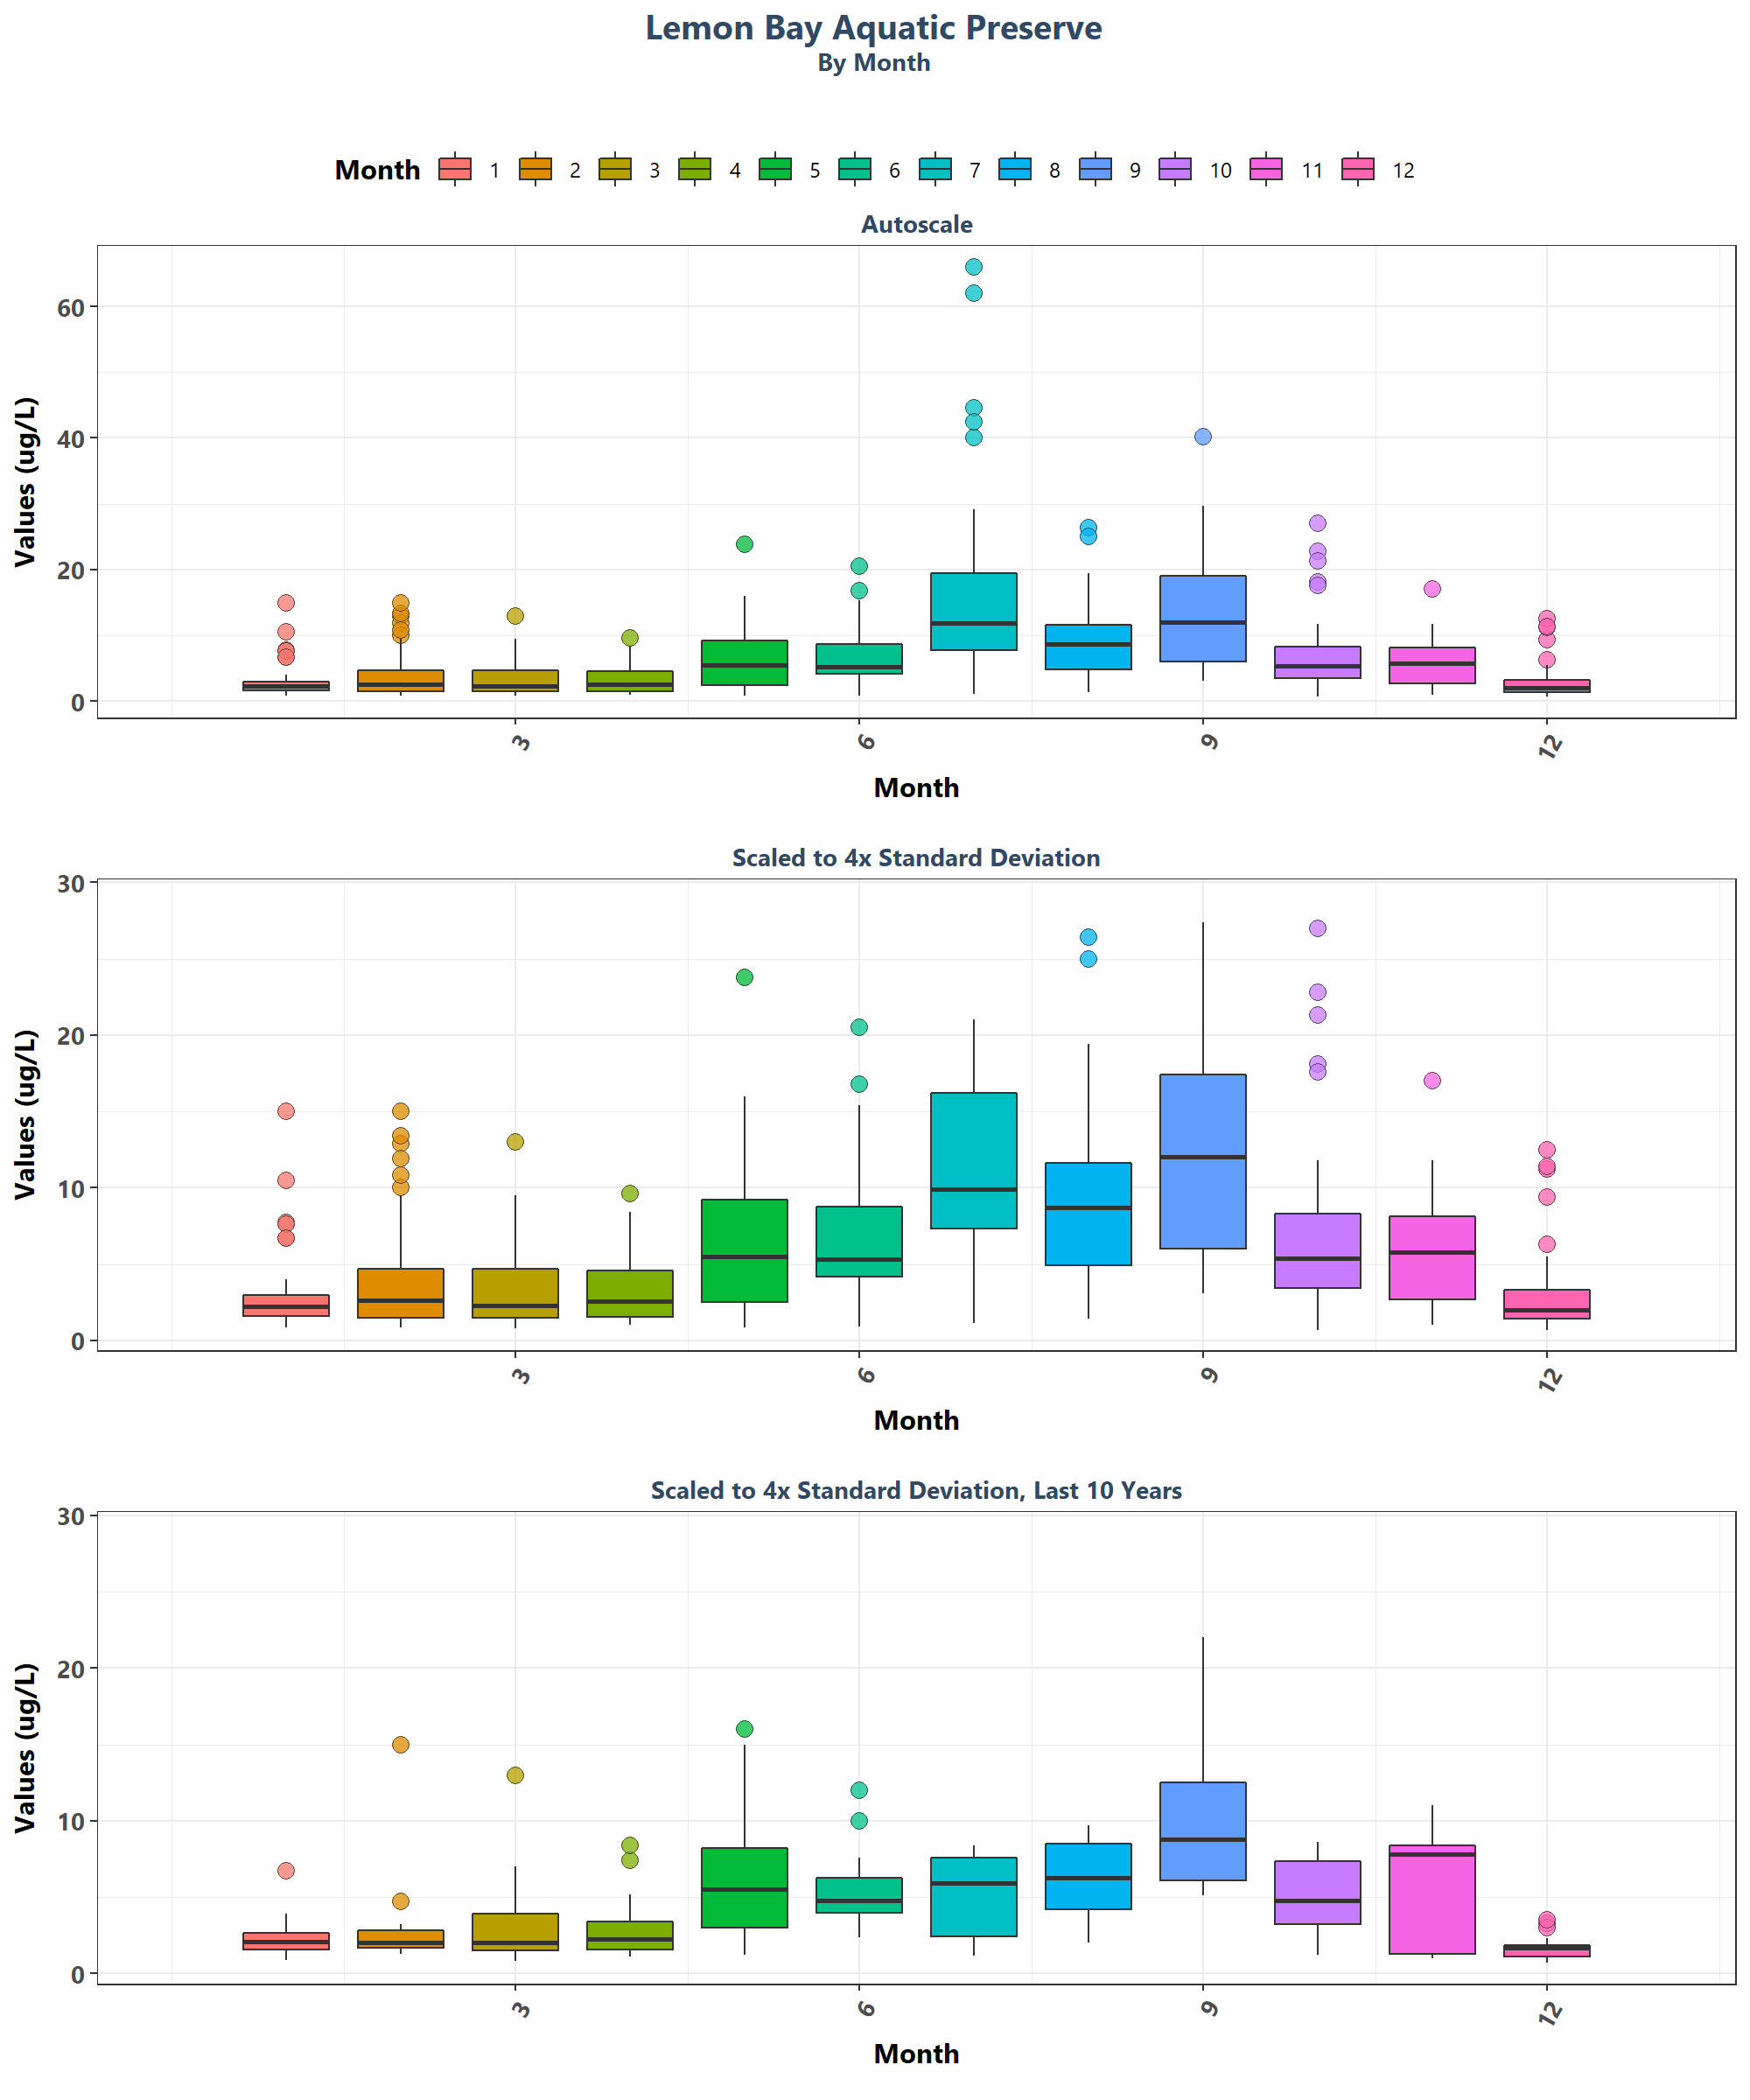 Lemon Bay Aquatic Preserve
By Month
Month 1 2 3 4 5 6 7 8 9 10 11 12
Autoscale
Values (ug/L)
60
40
20
0
3 6 9 12
Month
Scaled to 4x Standard Deviation
Values (ug/L)
30
20
10
0
3 6 9 12
Month
Scaled to 4x Standard Deviation, Last 10 Years
Values (ug/L)
30
20
10
0
3 6 9 12
Month